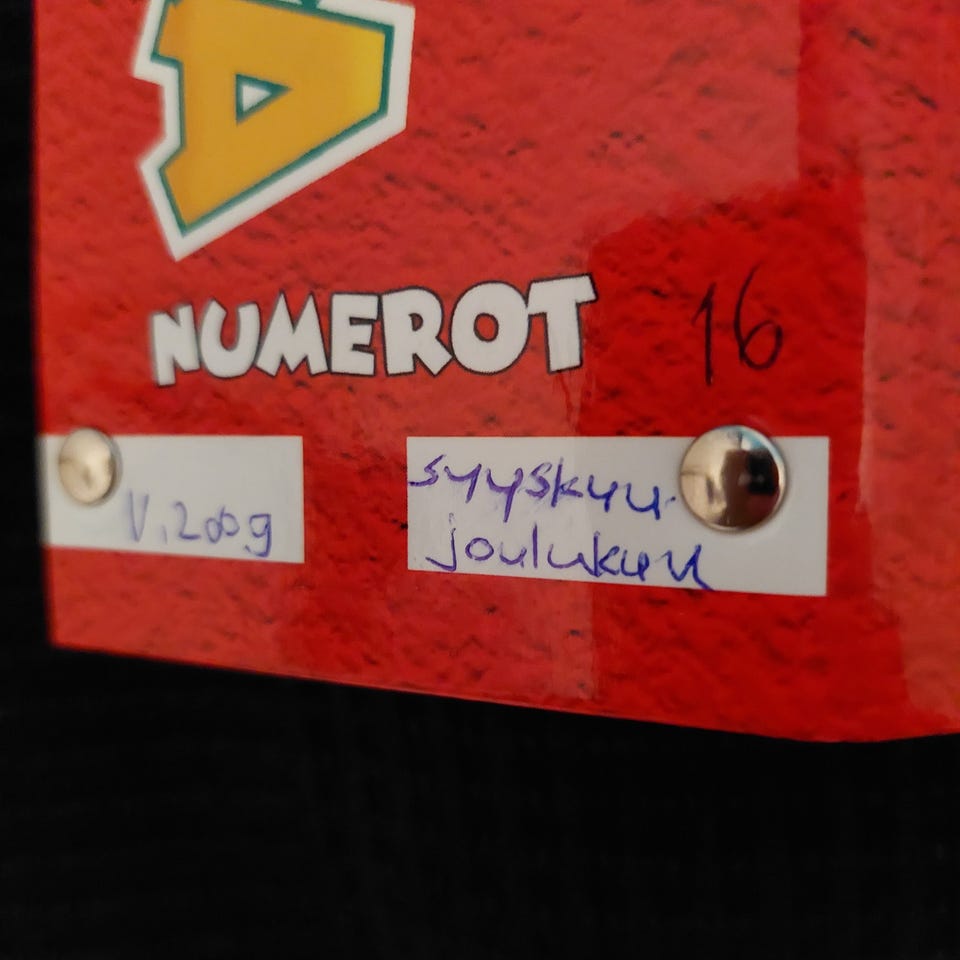 NUMEROT 16
V. 2009
syyskuu-
joulukuu